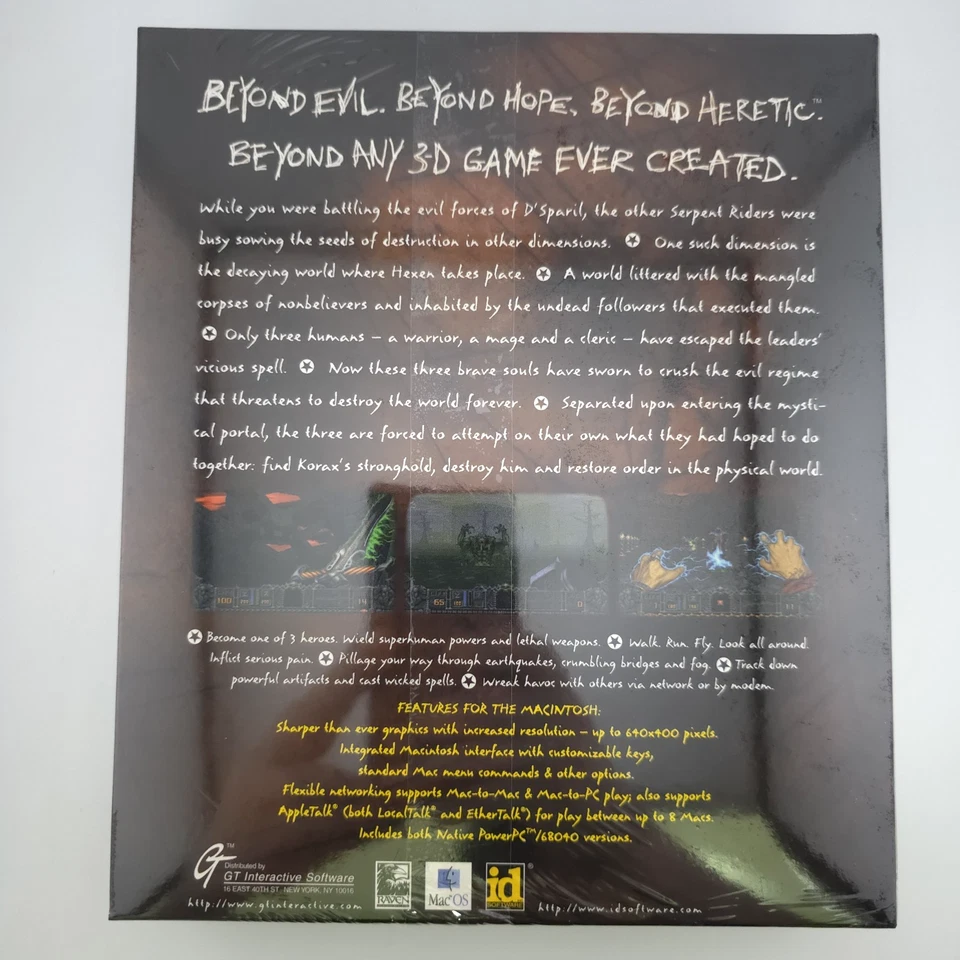 BEYOND EVIL. BEYOND HOPE. BEYOND HERETIC.™
BEYOND ANY 3-D GAME EVER CREATED.
While you were battling the evil forces of D'Sparil, the other Serpent Riders were
busy sowing the seeds of destruction in other dimensions. ✪ One such dimension is
the decaying world where Hexen takes place. ✪ A world littered with the mangled
corpses of nonbelievers and inhabited by the undead followers that executed them.
✪ Only three humans – a warrior, a mage and a cleric – have escaped the leaders'
vicious spell. ✪ Now these three brave souls have sworn to crush the evil regime
that threatens to destroy the world forever. ✪ Separated upon entering the mysti-
cal portal, the three are forced to attempt on their own what they had hoped to do
together: find Korax's stronghold, destroy him and restore order in the physical world.
100 14
65 0
✪ Become one of 3 heroes. Wield superhuman powers and lethal weapons. ✪ Walk. Run. Fly. Look all around.
Inflict serious pain. ✪ Pillage your way through earthquakes, crumbling bridges and fog. ✪ Track down
powerful artifacts and cast wicked spells. ✪ Wreak havoc with others via network or by modem.
FEATURES FOR THE MACINTOSH:
Sharper than ever graphics with increased resolution – up to 640x400 pixels.
Integrated Macintosh interface with customizable keys,
standard Mac menu commands & other options.
Flexible networking supports Mac-to-Mac & Mac-to-PC play; also supports
AppleTalk® (both LocalTalk® and EtherTalk®) for play between up to 8 Macs.
Includes both Native PowerPC™/68040 versions.
GT™
Distributed by
GT Interactive Software
16 EAST 40TH ST. NEW YORK, NY 10016
http://www.gtinteractive.com
RAVEN
Mac OS
id®
SOFTWARE
http://www.idsoftware.com